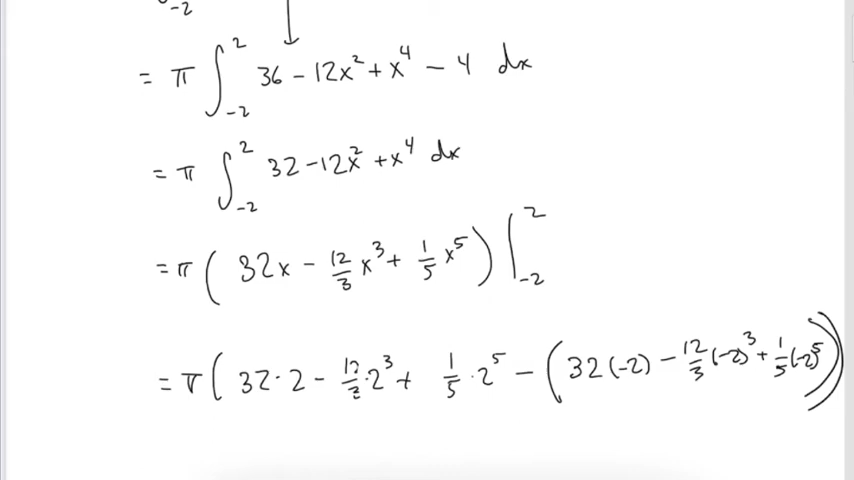 -2
= π ∫_{-2}^{2} 36 - 12x² + x⁴ - 4 dx
= π ∫_{-2}^{2} 32 - 12x² + x⁴ dx
= π ( 32x - 12/3 x³ + 1/5 x⁵ ) |_{-2}^{2}
= π ( 32 · 2 - 12/3 · 2³ + 1/5 · 2⁵ - ( 32(-2) - 12/3 (-2)³ + 1/5 (-2)⁵ ) )